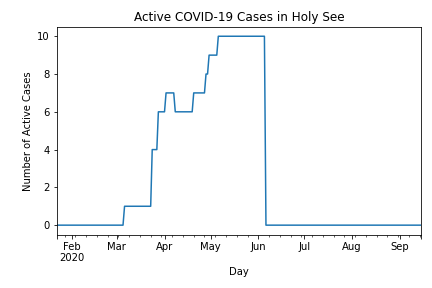 Active COVID-19 Cases in Holy See
10
8
6
4
2
0
Number of Active Cases
Feb Mar Apr May Jun Jul Aug Sep
2020
Day